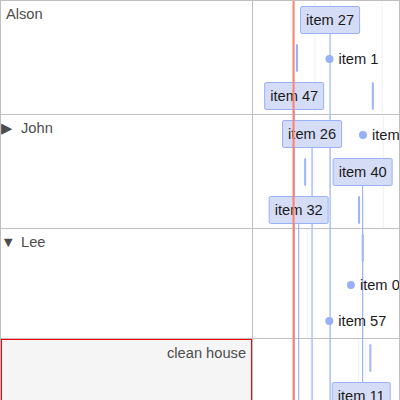 Alson
item 27
item 1
item 47
▶ John
item 26
item
item 40
item 32
▼ Lee
item 0
item 57
clean house
item 11